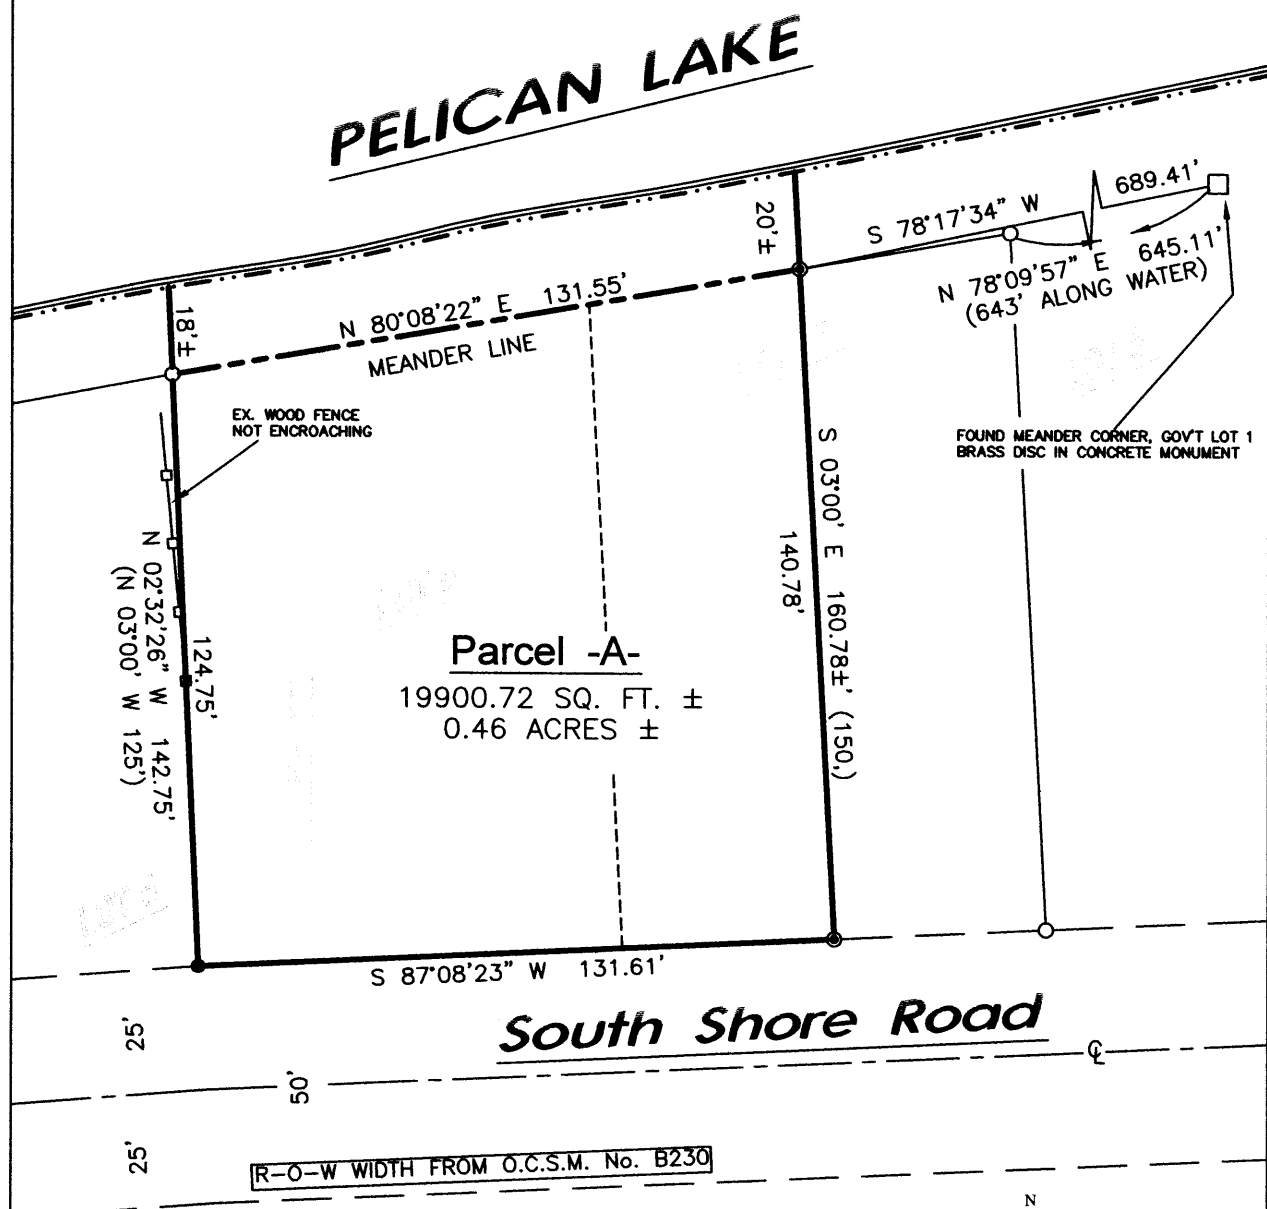 PELICAN LAKE
689.41'
S 78°17'34" W
N 78°09'57" E 645.11'
(643' ALONG WATER)
20'±
18'±
N 80°08'22" E 131.55'
MEANDER LINE
EX. WOOD FENCE
NOT ENCROACHING
FOUND MEANDER CORNER, GOV'T LOT 1
BRASS DISC IN CONCRETE MONUMENT
S 03°00' E 160.78±' (150,)
140.78'
N 02°32'26" W 142.75'
(N 03°00' W 125')
124.75'
Parcel -A-
19900.72 SQ. FT. ±
0.46 ACRES ±
S 87°08'23" W 131.61'
South Shore Road
25'
50'
℄
25'
R-O-W WIDTH FROM O.C.S.M. No. B230
N